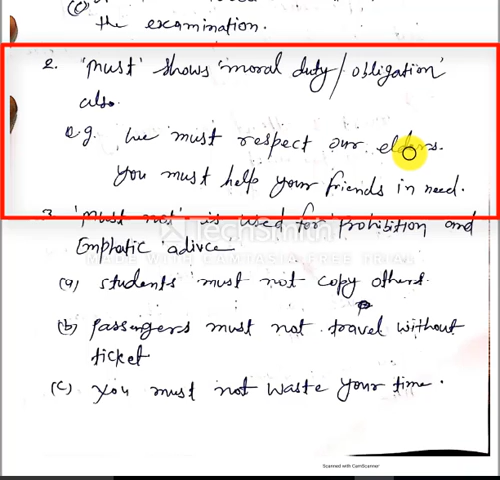 (c)
the examination.
2. 'Must' shows 'moral duty/obligation'
also.
e.g. We must respect our elders.
You must help your friends in need.
3. 'Must not' is used for 'Prohibition and
Emphatic 'adivce'
TechSmith
MADE WITH CAMTASIA FREE TRIAL
(a) students must not copy others.
(b) passengers must not travel without
ticket
(c) You must not waste your time.
Scanned with CamScanner